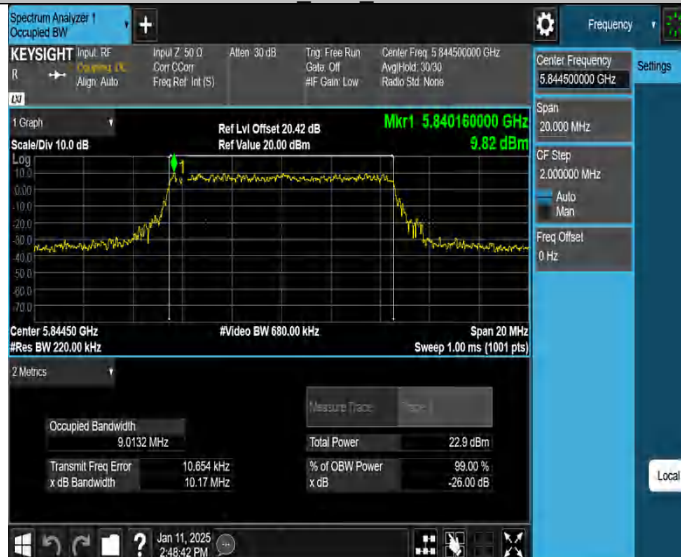 Spectrum Analyzer 1
Occupied BW
+
Frequency
KEYSIGHT
R
LXI
Input: RF
Coupling: DC
Align: Auto
Input Z: 50 Ω
Corr CCorr
Freq Ref: Int (S)
Atten: 30 dB
Trig: Free Run
Gate: Off
#IF Gain: Low
Center Freq: 5.844500000 GHz
Avg|Hold: 30/30
Radio Std: None
Center Frequency
5.844500000 GHz
Settings
Span
20.000 MHz
CF Step
2.000000 MHz
Auto
Man
Freq Offset
0 Hz
1 Graph
Scale/Div 10.0 dB
Ref Lvl Offset 20.42 dB
Ref Value 20.00 dBm
Mkr1 5.840160000 GHz
9.82 dBm
Log
1
10.0
0.00
-10.0
-20.0
-30.0
-40.0
-50.0
-60.0
-70.0
Center 5.84450 GHz
#Res BW 220.00 kHz
#Video BW 680.00 kHz
Span 20 MHz
Sweep 1.00 ms (1001 pts)
2 Metrics
Measure Trace
Trace 1
Occupied Bandwidth
9.0132 MHz
Total Power
22.9 dBm
Transmit Freq Error
10.654 kHz
% of OBW Power
99.00 %
x dB Bandwidth
10.17 MHz
x dB
-26.00 dB
Local
?
Jan 11, 2025
2:48:42 PM